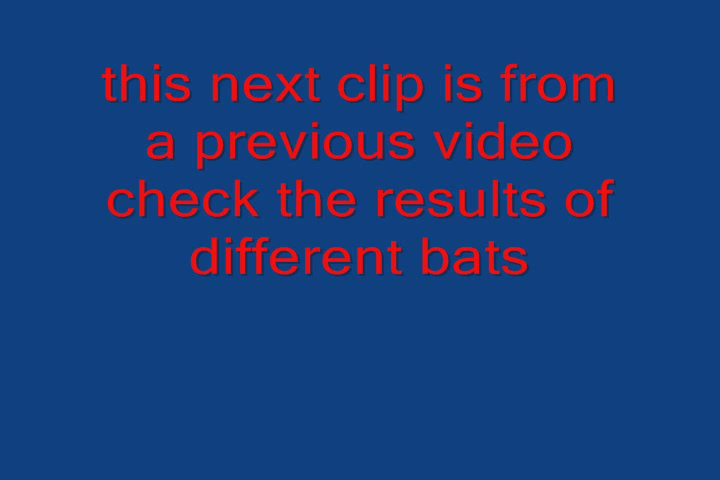 this next clip is from
a previous video
check the results of
different bats